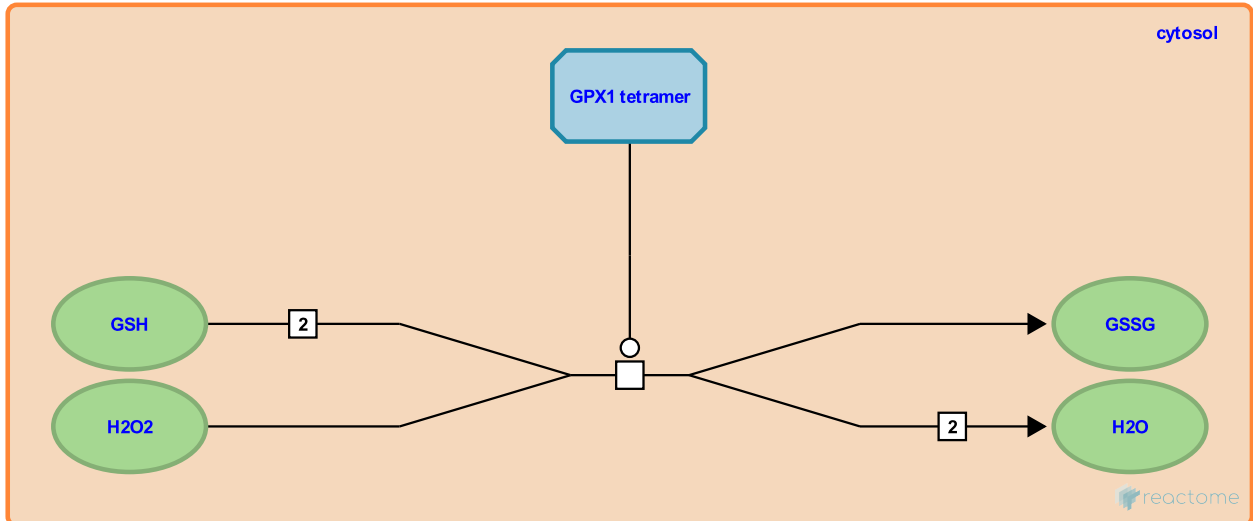 cytosol
GPX1 tetramer
GSH
2
GSSG
H2O2
2
H2O
reactome